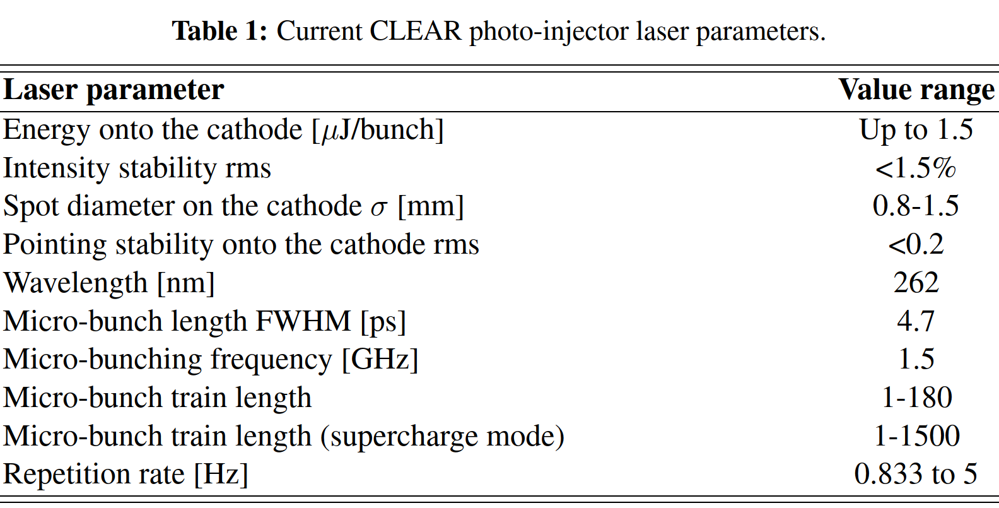 Table 1: Current CLEAR photo-injector laser parameters.
Laser parameter Value range
Energy onto the cathode [μJ/bunch] Up to 1.5
Intensity stability rms <1.5%
Spot diameter on the cathode σ [mm] 0.8-1.5
Pointing stability onto the cathode rms <0.2
Wavelength [nm] 262
Micro-bunch length FWHM [ps] 4.7
Micro-bunching frequency [GHz] 1.5
Micro-bunch train length 1-180
Micro-bunch train length (supercharge mode) 1-1500
Repetition rate [Hz] 0.833 to 5